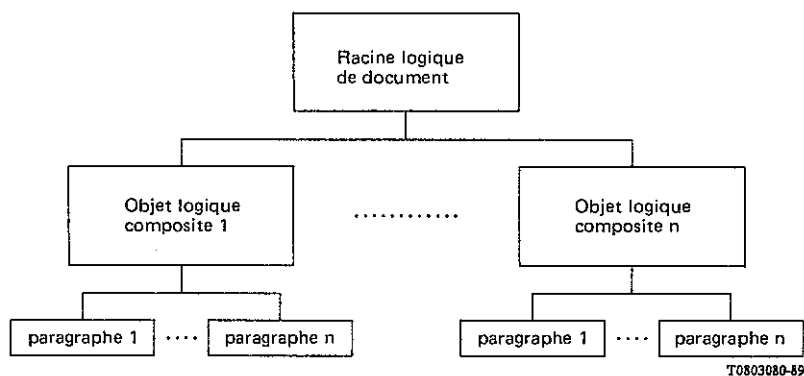 Racine logique
de document
Objet logique
composite 1
............
Objet logique
composite n
paragraphe 1 .... paragraphe n
paragraphe 1 .... paragraphe n
T0803080-89